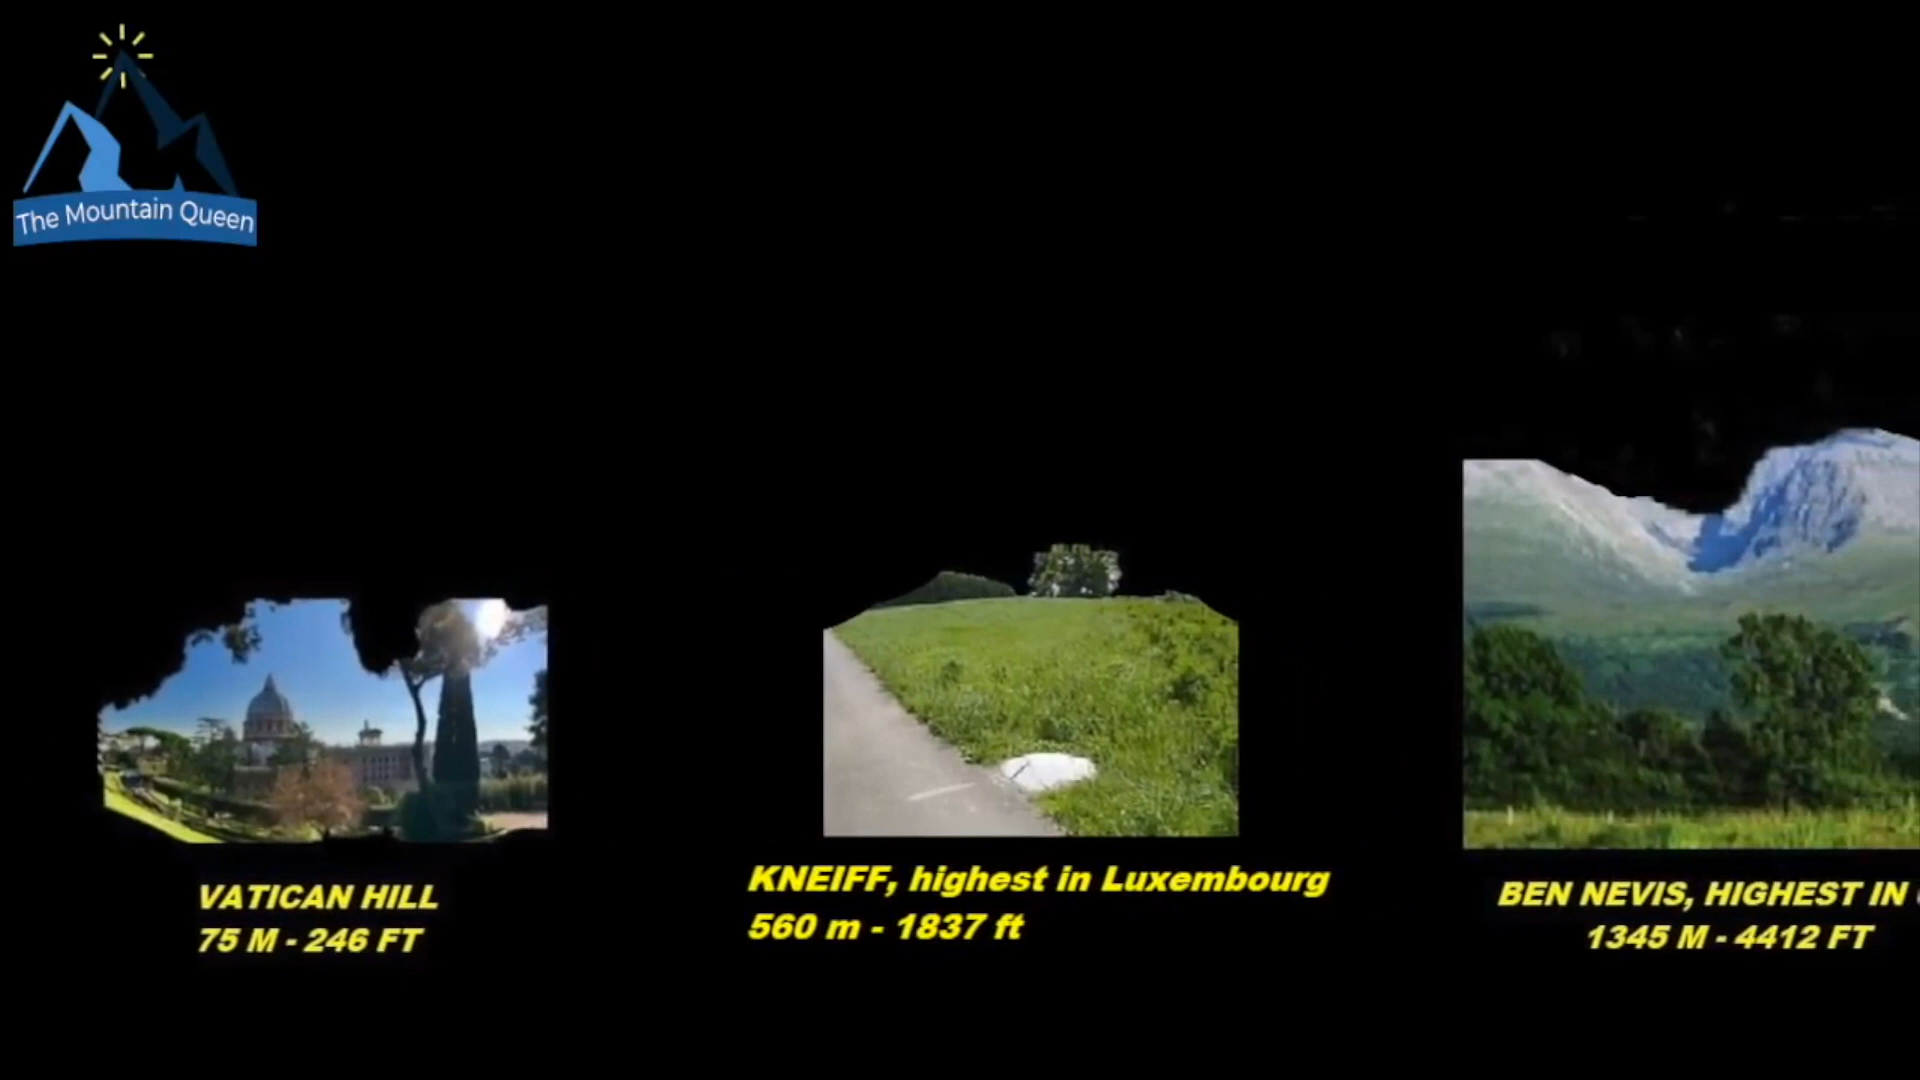 The Mountain Queen
VATICAN HILL
75 M - 246 FT
KNEIFF, highest in Luxembourg
560 m - 1837 ft
BEN NEVIS, HIGHEST IN
1345 M - 4412 FT